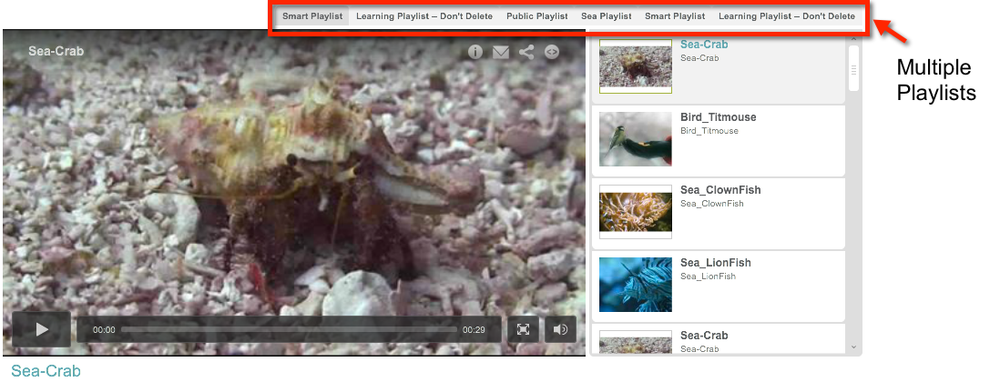 Smart Playlist Learning Playlist – Don't Delete Public Playlist Sea Playlist Smart Playlist Learning Playlist – Don't Delete
Multiple
Playlists
Sea-Crab
00:00
00:29
Sea-Crab
Sea-Crab
Sea-Crab
Bird_Titmouse
Bird_Titmouse
Sea_ClownFish
Sea_ClownFish
Sea_LionFish
Sea_LionFish
Sea-Crab
Sea-Crab